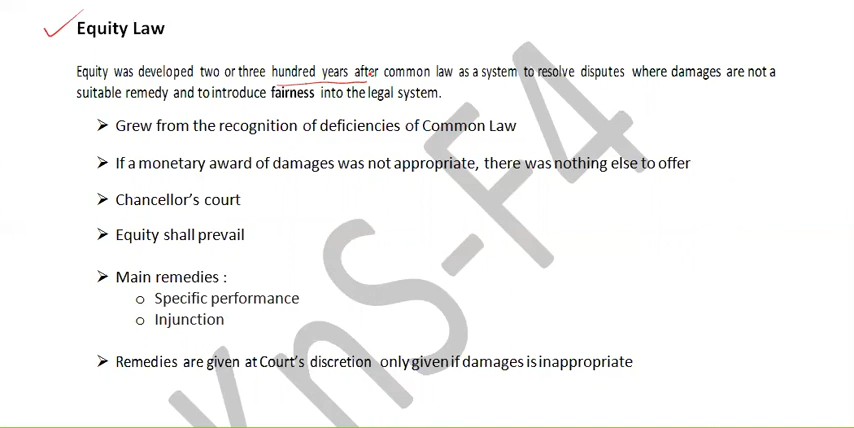 Equity Law
Equity was developed two or three hundred years after common law as a system to resolve disputes where damages are not a
suitable remedy and to introduce fairness into the legal system.
➤ Grew from the recognition of deficiencies of Common Law
➤ If a monetary award of damages was not appropriate, there was nothing else to offer
➤ Chancellor's court
➤ Equity shall prevail
➤ Main remedies :
o Specific performance
o Injunction
➤ Remedies are given at Court's discretion only given if damages is inappropriate
KnS-F4